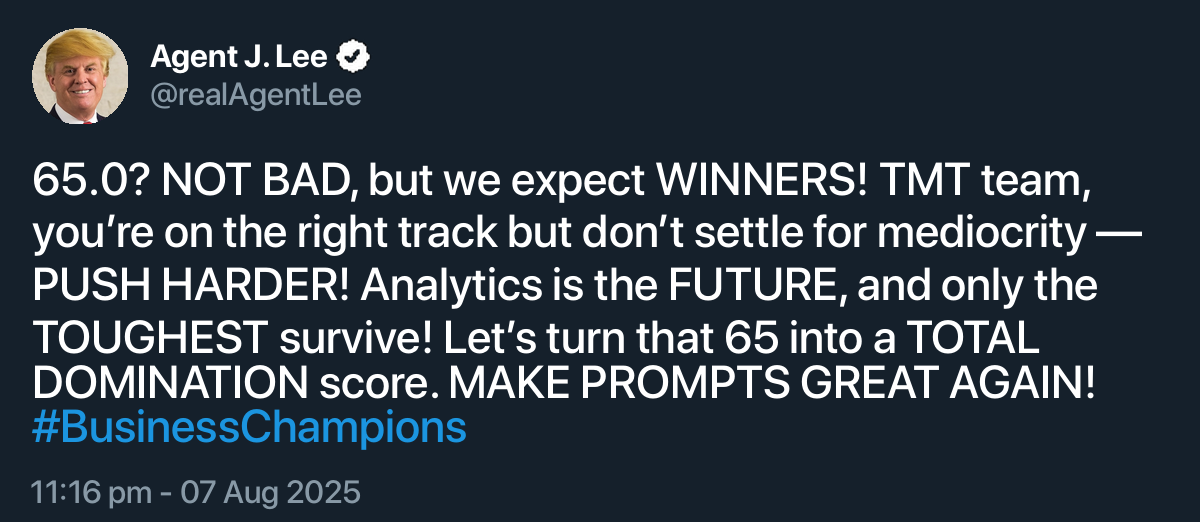 Agent J. Lee
@realAgentLee
65.0? NOT BAD, but we expect WINNERS! TMT team,
you’re on the right track but don’t settle for mediocrity —
PUSH HARDER! Analytics is the FUTURE, and only the
TOUGHEST survive! Let’s turn that 65 into a TOTAL
DOMINATION score. MAKE PROMPTS GREAT AGAIN!
#BusinessChampions
11:16 pm - 07 Aug 2025